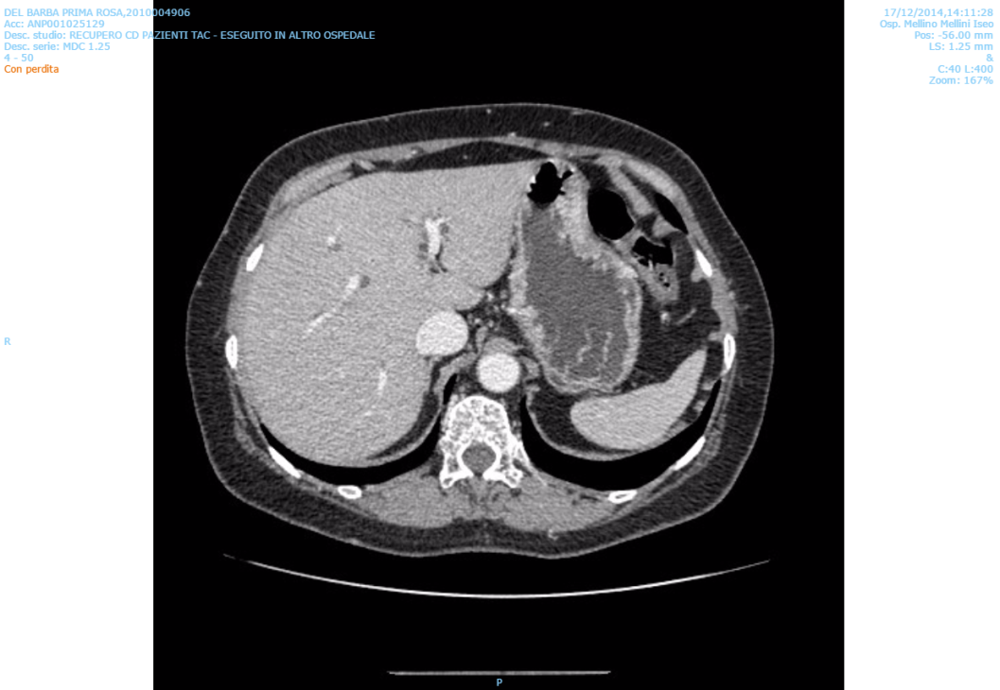 DEL BARBA PRIMA ROSA,2010004906
Acc: ANP001025129
Desc. studio: RECUPERO CD PAZIENTI TAC - ESEGUITO IN ALTRO OSPEDALE
Desc. serie: MDC 1.25
4 - 50
Con perdita
17/12/2014,14:11:28
Osp. Mellino Mellini Iseo
Pos: -56.00 mm
LS: 1.25 mm
&
C:40 L:400
Zoom: 167%
R
P